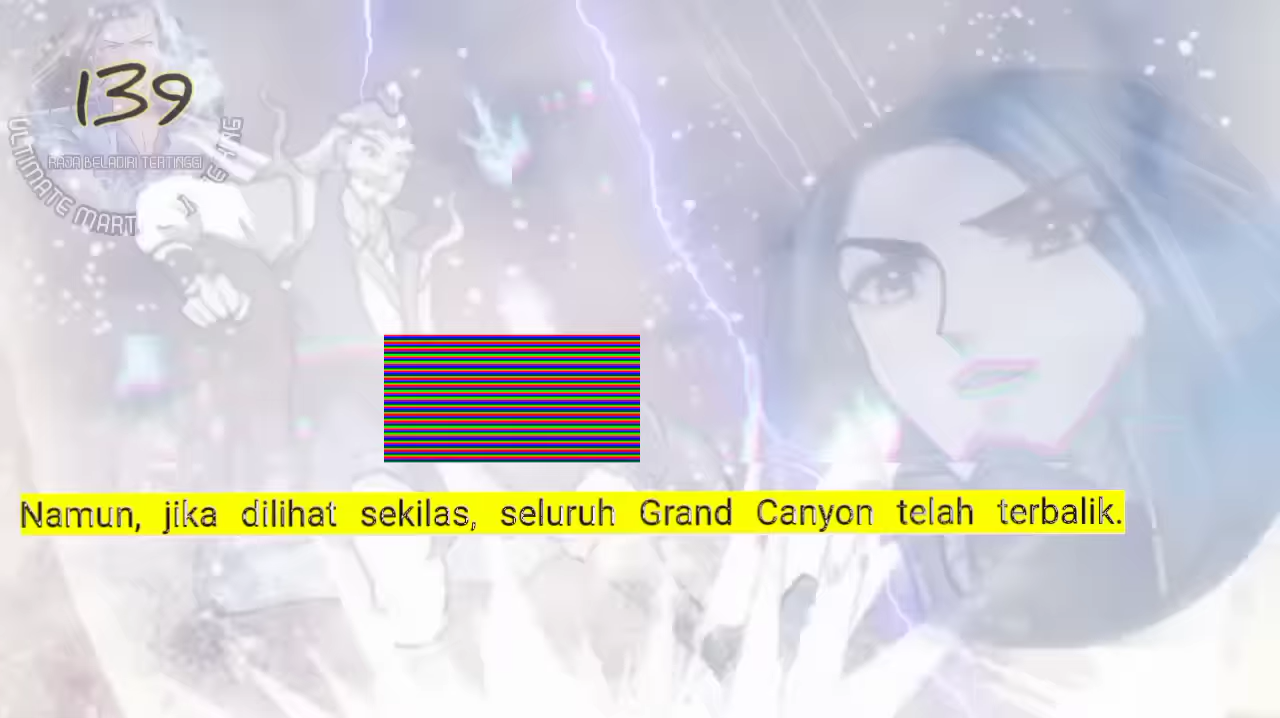 139
RAJA BELADIRI TERTINGGI
ULTIMATE MART
Namun, jika dilihat sekilas, seluruh Grand Canyon telah terbalik.